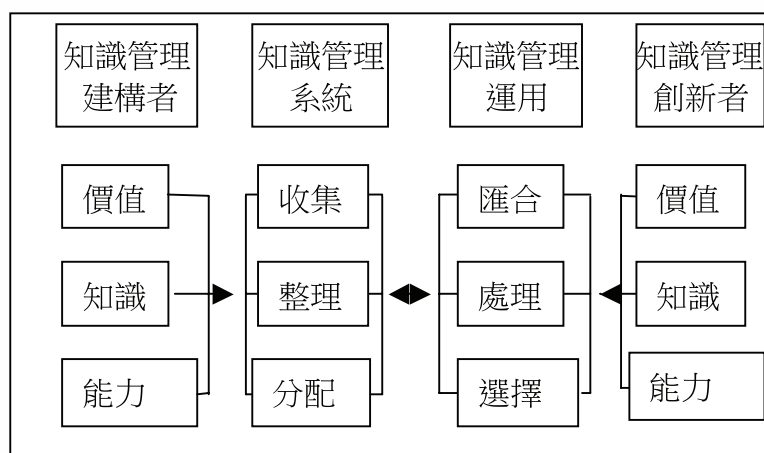 知識管理
建構者
知識管理
系統
知識管理
運用
知識管理
創新者
價值
收集
匯合
價值
知識
整理
處理
知識
能力
分配
選擇
能力